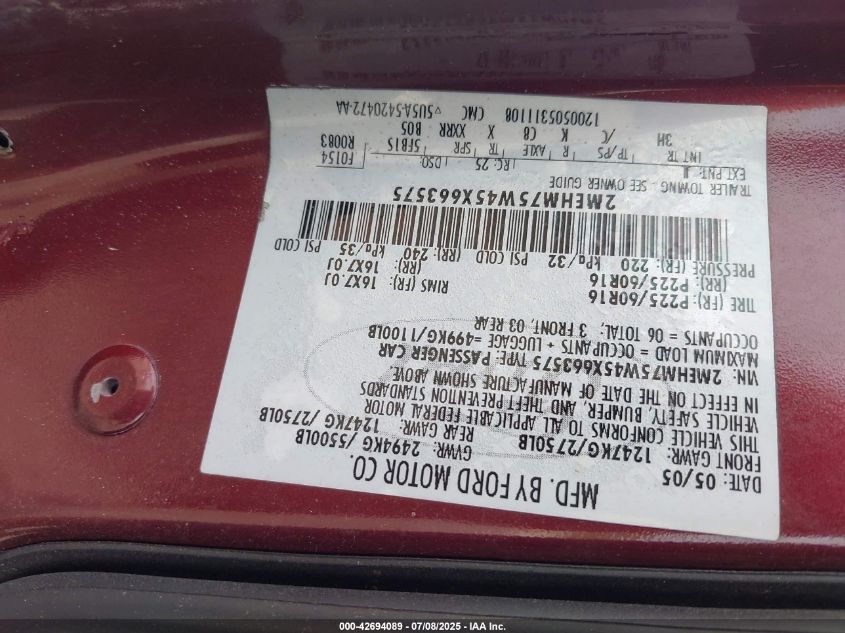 MFD. BY FORD MOTOR CO.
DATE: 05/05 GVWR: 2494KG /5500LB
FRONT GAWR: 1247KG/2750LB REAR GAWR: 1247KG /2750LB
THIS VEHICLE CONFORMS TO ALL APPLICABLE FEDERAL MOTOR
VEHICLE SAFETY, BUMPER, AND THEFT PREVENTION STANDARDS
IN EFFECT ON THE DATE OF MANUFACTURE SHOWN ABOVE.
VIN: 2MEHM75W45X663575 TYPE: PASSENGER CAR
MAXIMUM LOAD = OCCUPANTS + LUGGAGE =499KG/1100LB
OCCUPANTS = 06 TOTAL: 3 FRONT, 03 REAR
TIRE (FR): P225/60R16 RIMS (FR): 16X7.0J
(RR): P225/60R16 (RR): 16X7.0J
PRESSURE (FR): 220 kPa/32 PSI COLD (RR): 240 kPa/35 PSI COLD
2MEHM75W45X663575
TRAILER TOWING - SEE OWNER GUIDE
EXT PNT: RC: 25 DSO: F0154
INT TR TP/PS R AXLE TR SPR 5FB15 R0083
3H /C K C8 X XXRR B05
1200505311108 CMC 5U5A-5420472-AA
000-42694089 - 07/08/2025 - IAA Inc.